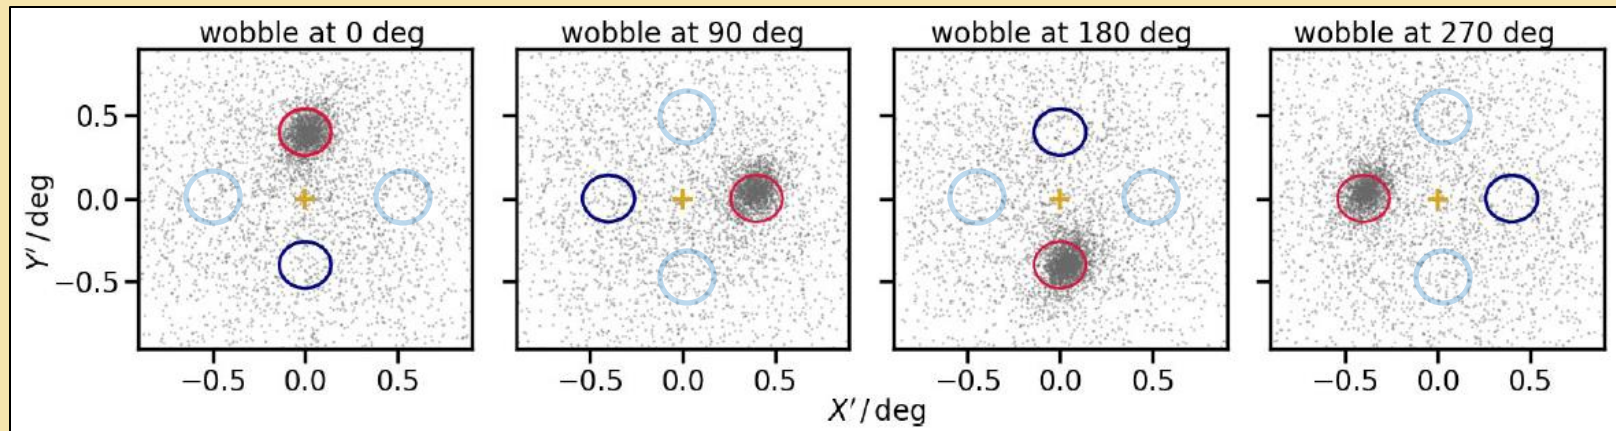 wobble at 0 deg wobble at 90 deg wobble at 180 deg wobble at 270 deg
0.5
0.0
−0.5
Y′/deg
−0.5 0.0 0.5 −0.5 0.0 0.5 −0.5 0.0 0.5 −0.5 0.0 0.5
X′/deg